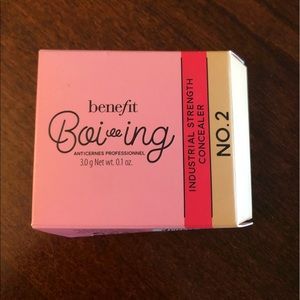 benefit
Boi-ing
ANTICERNES PROFESSIONNEL
3.0 g Net wt. 0.1 oz.
INDUSTRIAL STRENGTH
CONCEALER
NO.2